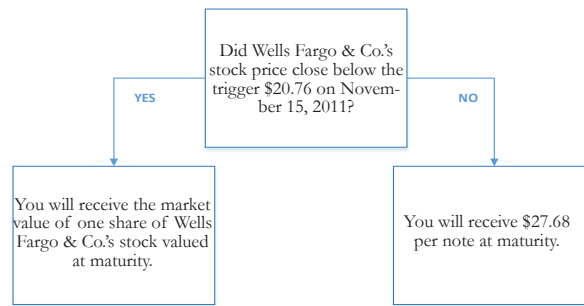 Did Wells Fargo & Co.'s
stock price close below the
trigger $20.76 on Novem-
ber 15, 2011?
YES
NO
You will receive the market
value of one share of Wells
Fargo & Co.'s stock valued
at maturity.
You will receive $27.68
per note at maturity.